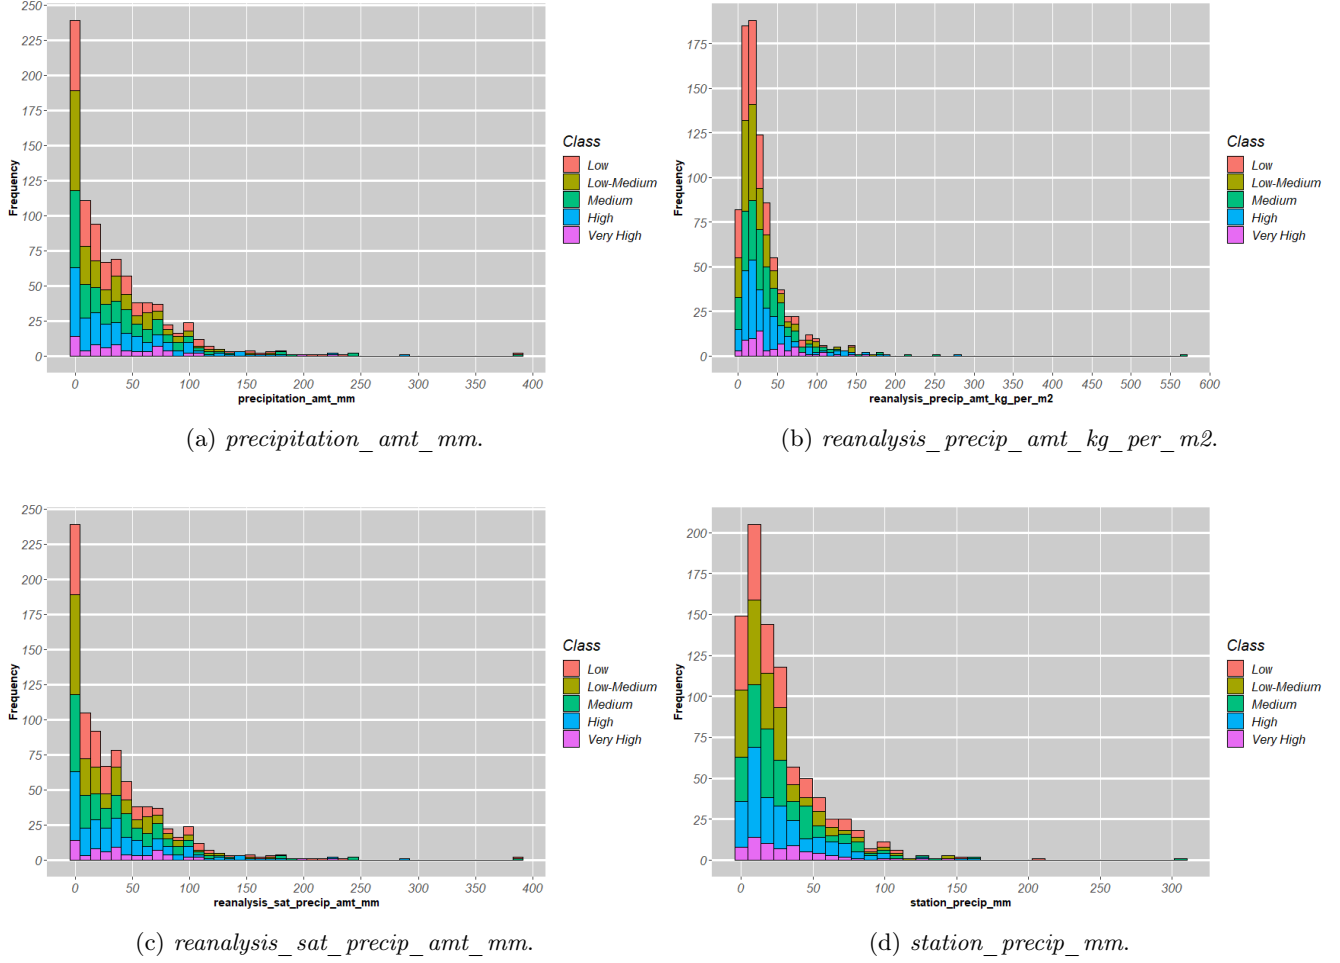 250
225
200
175
150
125
100
75
50
25
0
Frequency
0 50 100 150 200 250 300 350 400
precipitation_amt_mm
Class
Low
Low-Medium
Medium
High
Very High
(a) precipitation_amt_mm.
175
150
125
100
75
50
25
0
Frequency
0 50 100 150 200 250 300 350 400 450 500 550 600
reanalysis_precip_amt_kg_per_m2
Class
Low
Low-Medium
Medium
High
Very High
(b) reanalysis_precip_amt_kg_per_m2.
250
225
200
175
150
125
100
75
50
25
0
Frequency
0 50 100 150 200 250 300 350 400
reanalysis_sat_precip_amt_mm
Class
Low
Low-Medium
Medium
High
Very High
(c) reanalysis_sat_precip_amt_mm.
200
175
150
125
100
75
50
25
0
Frequency
0 50 100 150 200 250 300
station_precip_mm
Class
Low
Low-Medium
Medium
High
Very High
(d) station_precip_mm.